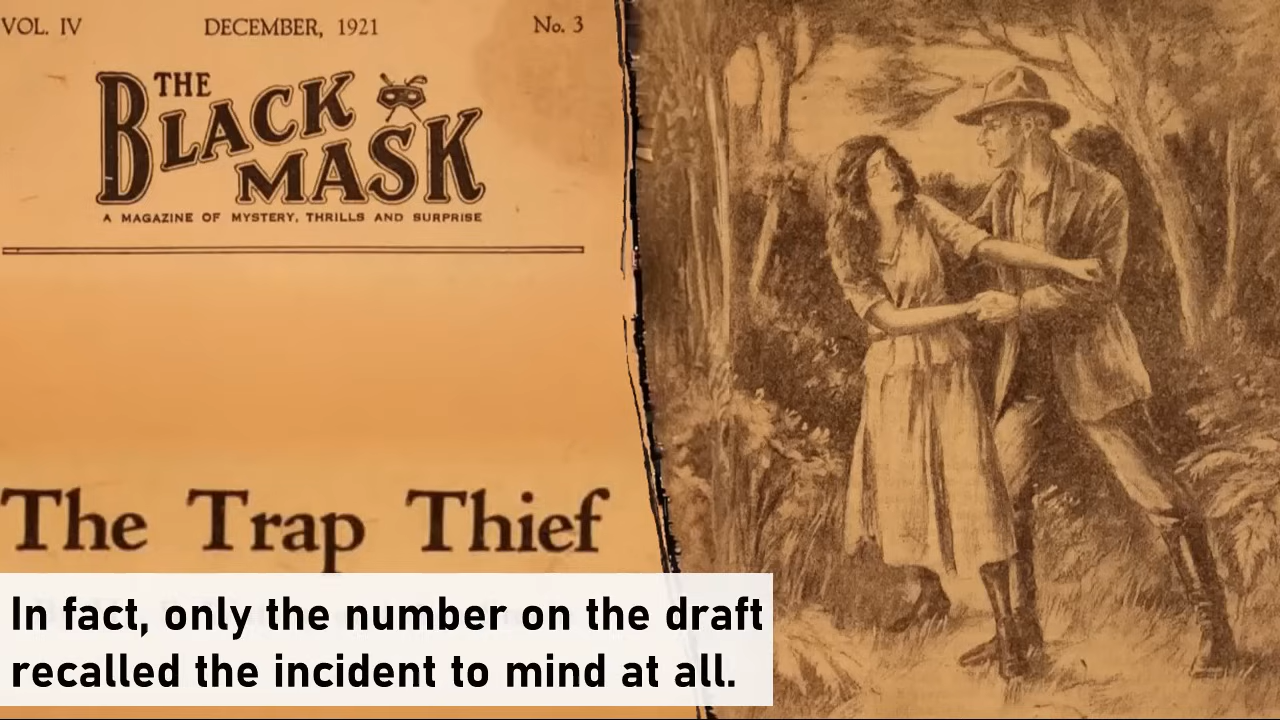 VOL. IV DECEMBER, 1921 No. 3
THE
BLACK
MASK
A MAGAZINE OF MYSTERY, THRILLS AND SURPRISE
The Trap Thief
In fact, only the number on the draft
recalled the incident to mind at all.